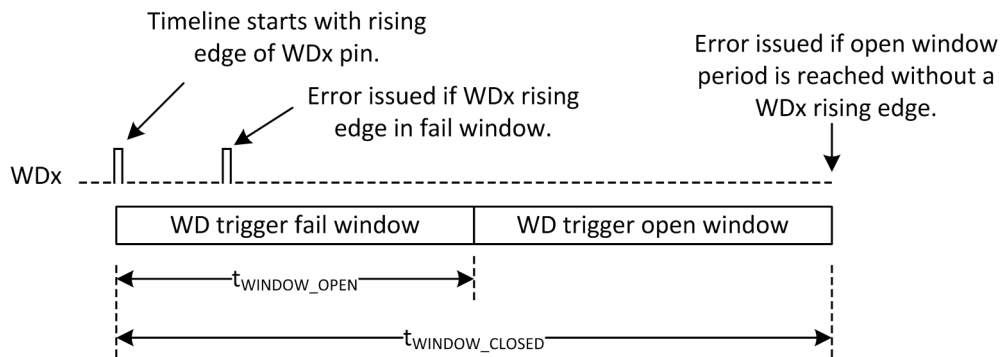 Timeline starts with rising
edge of WDx pin.
Error issued if WDx rising
edge in fail window.
Error issued if open window
period is reached without a
WDx rising edge.
WDx
WD trigger fail window
WD trigger open window
tWINDOW_OPEN
tWINDOW_CLOSED